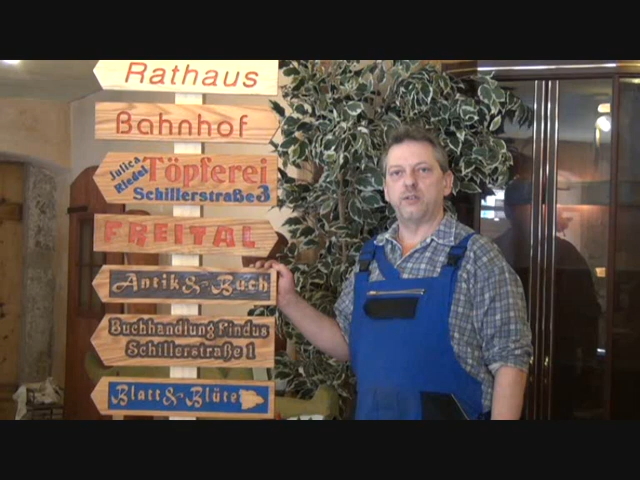 Rathaus
Bahnhof
Julica Riedel
Töpferei
Schillerstraße 3
FREITAL
Antik & Buch
Buchhandlung Findus
Schillerstraße 1
Blatt & Blüte